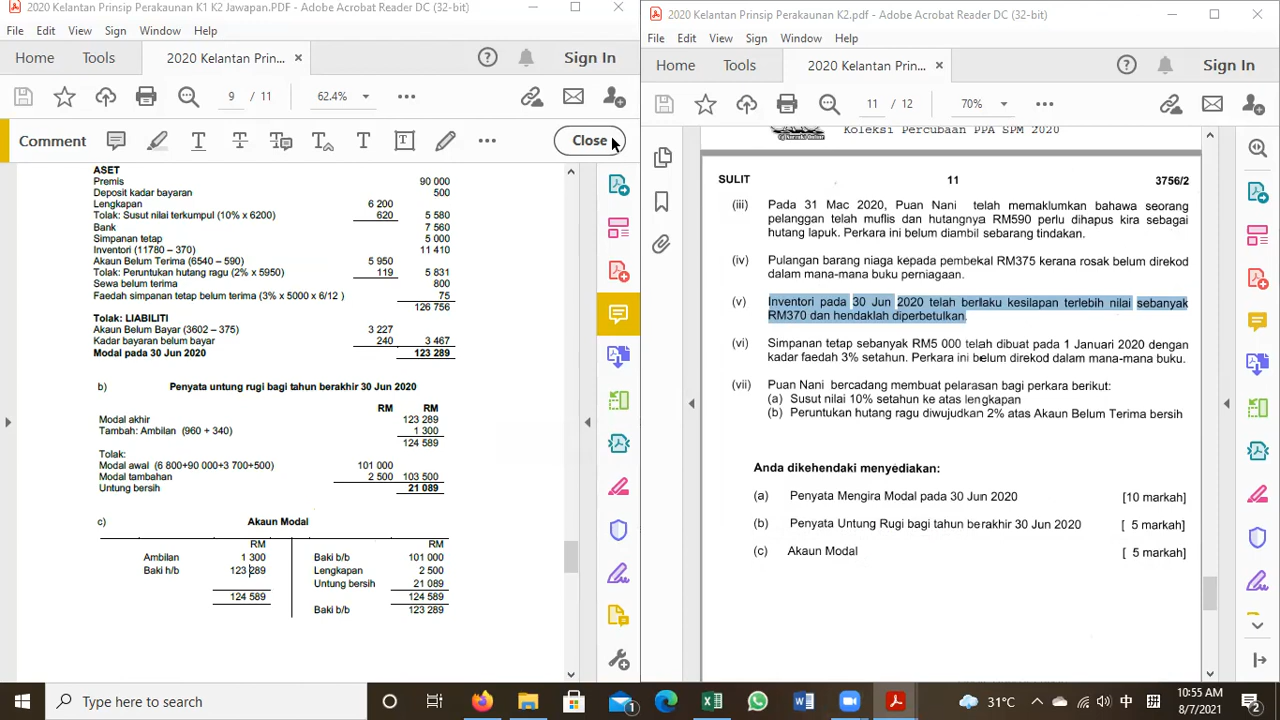 2020 Kelantan Prinsip Perakaunan K1 K2 Jawapan.PDF - Adobe Acrobat Reader DC (32-bit)
File Edit View Sign Window Help
Home Tools 2020 Kelantan Prin... × Sign In
9 / 11 62.4%
Comment Close
ASET
Premis 90 000
Deposit kadar bayaran 500
Lengkapan 6 200
Tolak: Susut nilai terkumpul (10% x 6200) 620 5 580
Bank 7 560
Simpanan tetap 5 000
Inventori (11780 – 370) 11 410
Akaun Belum Terima (6540 – 590) 5 950
Tolak: Peruntukan hutang ragu (2% x 5950) 119 5 831
Sewa belum terima 800
Faedah simpanan tetap belum terima (3% x 5000 x 6/12 ) 75
126 756
Tolak: LIABILITI
Akaun Belum Bayar (3602 – 375) 3 227
Kadar bayaran belum bayar 240 3 467
Modal pada 30 Jun 2020 123 289
b) Penyata untung rugi bagi tahun berakhir 30 Jun 2020
RM RM
Modal akhir 123 289
Tambah: Ambilan (960 + 340) 1 300
124 589
Tolak:
Modal awal (6 800+90 000+3 700+500) 101 000
Modal tambahan 2 500 103 500
Untung bersih 21 089
c) Akaun Modal
RM RM
Ambilan 1 300 Baki b/b 101 000
Baki h/b 123 289 Lengkapan 2 500
Untung bersih 21 089
124 589 124 589
Baki b/b 123 289
2020 Kelantan Prinsip Perakaunan K2.pdf - Adobe Acrobat Reader DC (32-bit)
File Edit View Sign Window Help
Home Tools 2020 Kelantan Prin... × Sign In
11 / 12 70%
Koleksi Percubaan PPA SPM 2020
SULIT 11 3756/2
(iii) Pada 31 Mac 2020, Puan Nani telah memaklumkan bahawa seorang
pelanggan telah muflis dan hutangnya RM590 perlu dihapus kira sebagai
hutang lapuk. Perkara ini belum diambil sebarang tindakan.
(iv) Pulangan barang niaga kepada pembekal RM375 kerana rosak belum direkod
dalam mana-mana buku perniagaan.
(v) Inventori pada 30 Jun 2020 telah berlaku kesilapan terlebih nilai sebanyak
RM370 dan hendaklah diperbetulkan.
(vi) Simpanan tetap sebanyak RM5 000 telah dibuat pada 1 Januari 2020 dengan
kadar faedah 3% setahun. Perkara ini belum direkod dalam mana-mana buku.
(vii) Puan Nani bercadang membuat pelarasan bagi perkara berikut:
(a) Susut nilai 10% setahun ke atas lengkapan
(b) Peruntukan hutang ragu diwujudkan 2% atas Akaun Belum Terima bersih
Anda dikehendaki menyediakan:
(a) Penyata Mengira Modal pada 30 Jun 2020 [10 markah]
(b) Penyata Untung Rugi bagi tahun berakhir 30 Jun 2020 [ 5 markah]
(c) Akaun Modal [ 5 markah]
Type here to search
31°C 中 拼 10:55 AM
8/7/2021